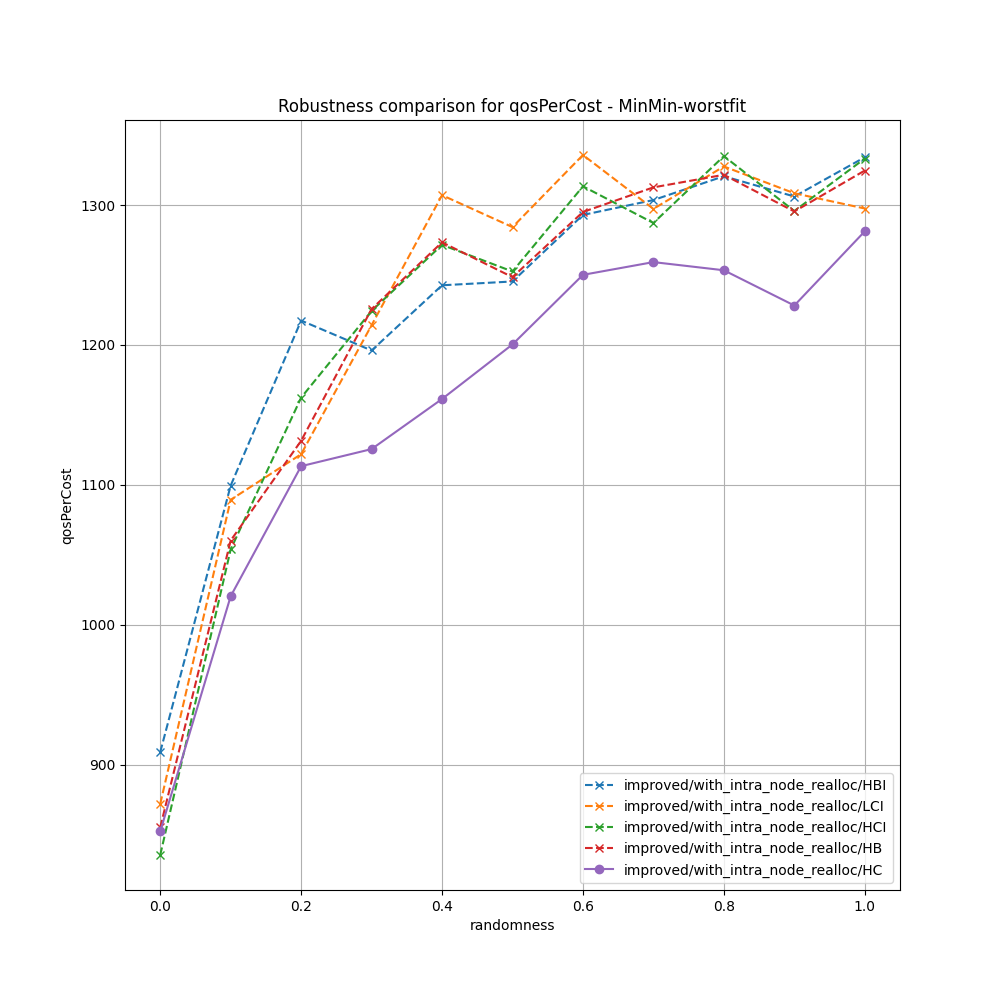 Robustness comparison for qosPerCost - MinMin-worstfit
qosPerCost
1300
1200
1100
1000
900
improved/with_intra_node_realloc/HBI
improved/with_intra_node_realloc/LCI
improved/with_intra_node_realloc/HCI
improved/with_intra_node_realloc/HB
improved/with_intra_node_realloc/HC
0.0 0.2 0.4 0.6 0.8 1.0
randomness